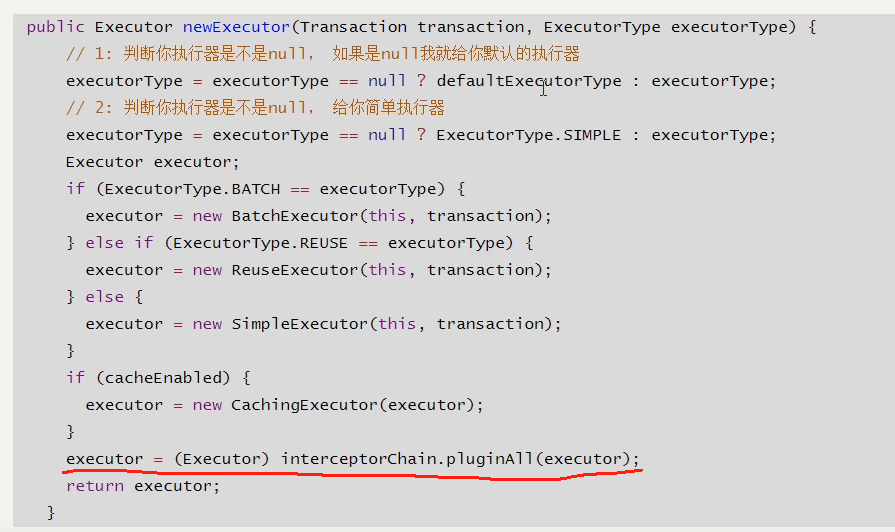 public Executor newExecutor(Transaction transaction, ExecutorType executorType) {
// 1: 判断你执行器是不是null, 如果是null我就给你默认的执行器
executorType = executorType == null ? defaultExecutorType : executorType;
// 2: 判断你执行器是不是null, 给你简单执行器
executorType = executorType == null ? ExecutorType.SIMPLE : executorType;
Executor executor;
if (ExecutorType.BATCH == executorType) {
executor = new BatchExecutor(this, transaction);
} else if (ExecutorType.REUSE == executorType) {
executor = new ReuseExecutor(this, transaction);
} else {
executor = new SimpleExecutor(this, transaction);
}
if (cacheEnabled) {
executor = new CachingExecutor(executor);
}
executor = (Executor) interceptorChain.pluginAll(executor);
return executor;
}